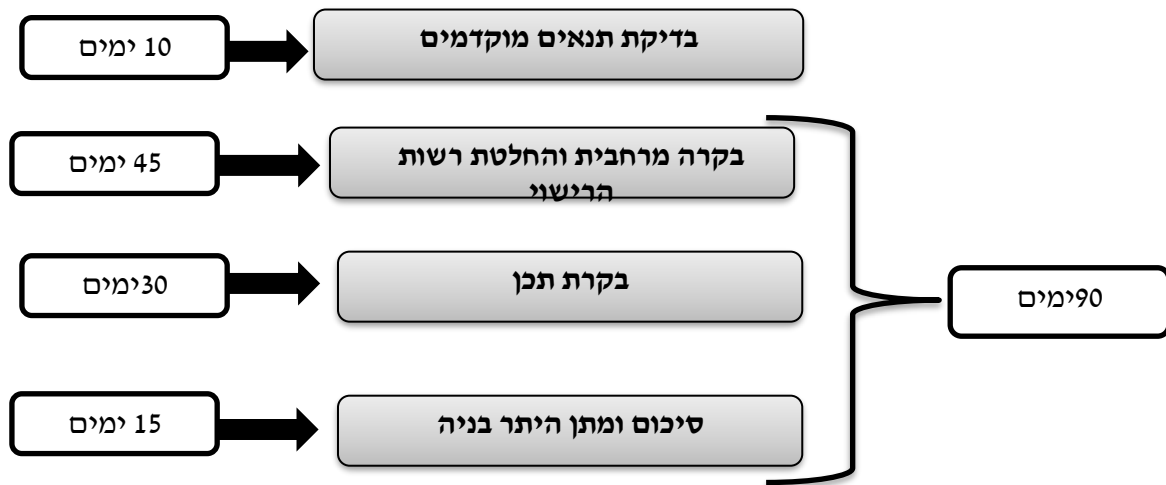 בדיקת תנאים מוקדמים
10 ימים
בקרה מרחבית והחלטת רשות
הרישוי
45 ימים
בקרת תכן
30ימים
90ימים
סיכום ומתן היתר בניה
15 ימים